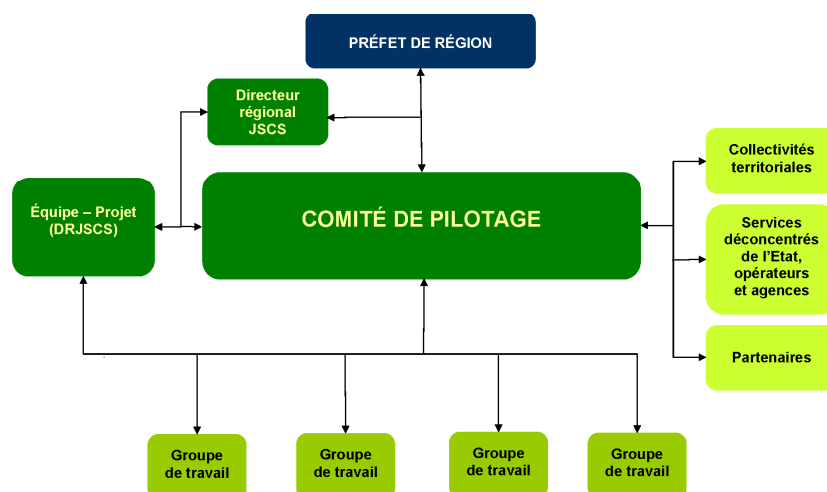 PRÉFET DE RÉGION
Directeur
régional
JSCS
Équipe – Projet
(DRJSCS)
COMITÉ DE PILOTAGE
Collectivités
territoriales
Services
déconcentrés
de l'Etat,
opérateurs
et agences
Partenaires
Groupe
de travail
Groupe
de travail
Groupe
de travail
Groupe
de travail